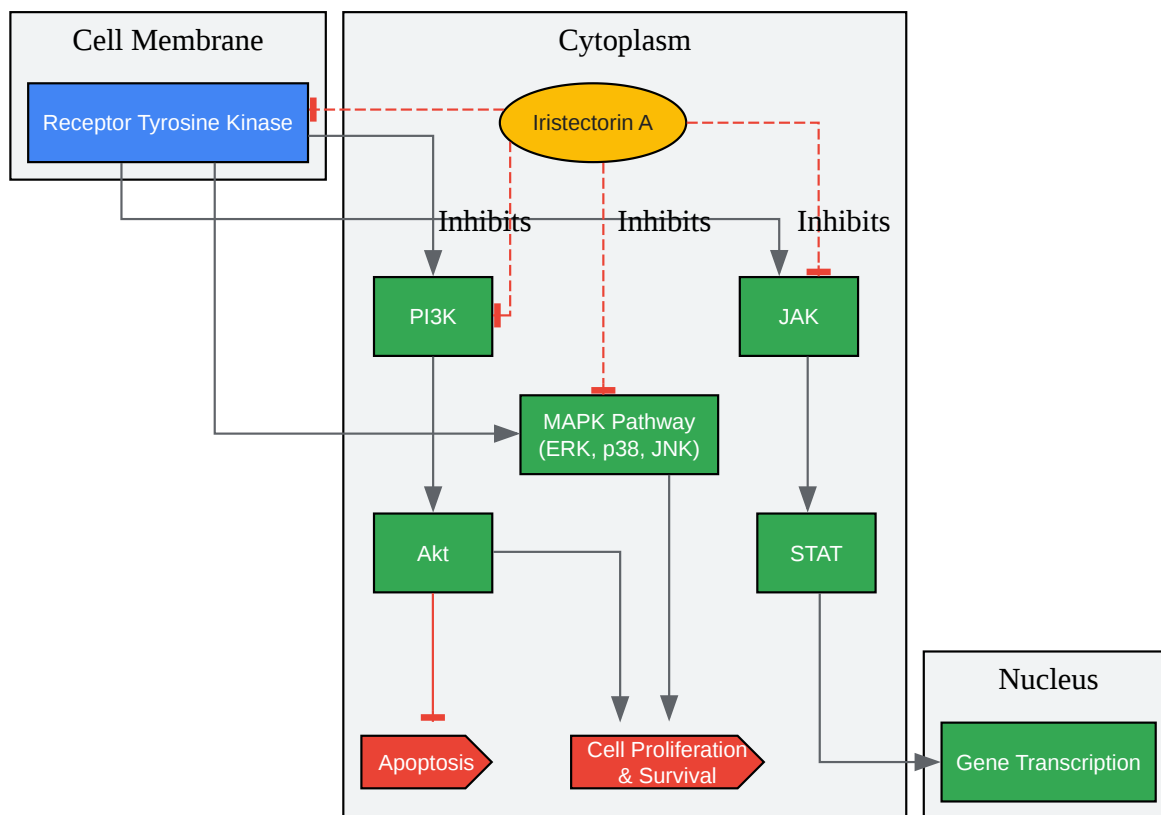 Cell Membrane
Cytoplasm
Receptor Tyrosine Kinase
Iristectorin A
Inhibits
Inhibits
Inhibits
PI3K
JAK
MAPK Pathway
(ERK, p38, JNK)
Akt
STAT
Nucleus
Apoptosis
Cell Proliferation
& Survival
Gene Transcription